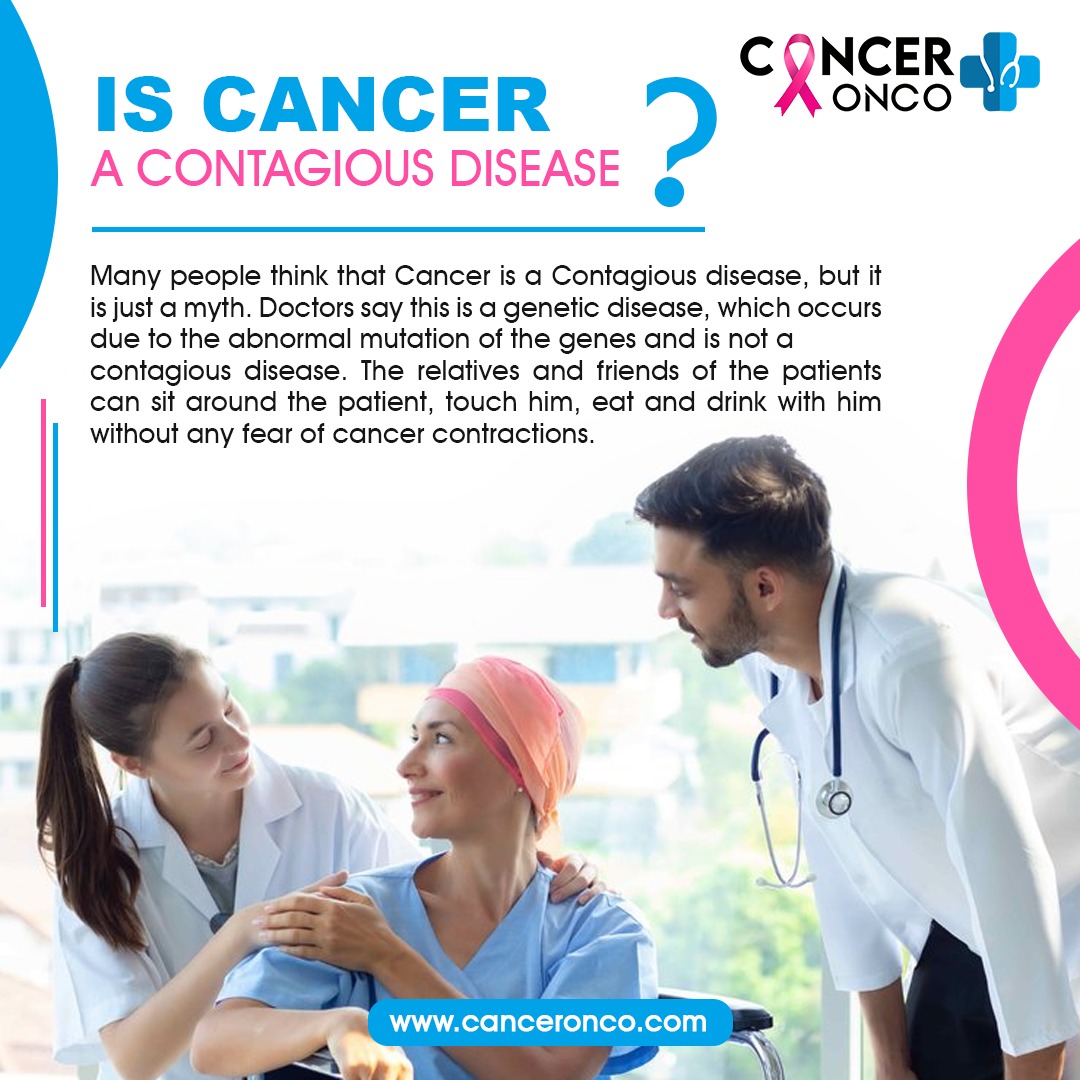 CANCER
ONCO
IS CANCER
A CONTAGIOUS DISEASE ?
Many people think that Cancer is a Contagious disease, but it
is just a myth. Doctors say this is a genetic disease, which occurs
due to the abnormal mutation of the genes and is not a
contagious disease. The relatives and friends of the patients
can sit around the patient, touch him, eat and drink with him
without any fear of cancer contractions.
www.canceronco.com